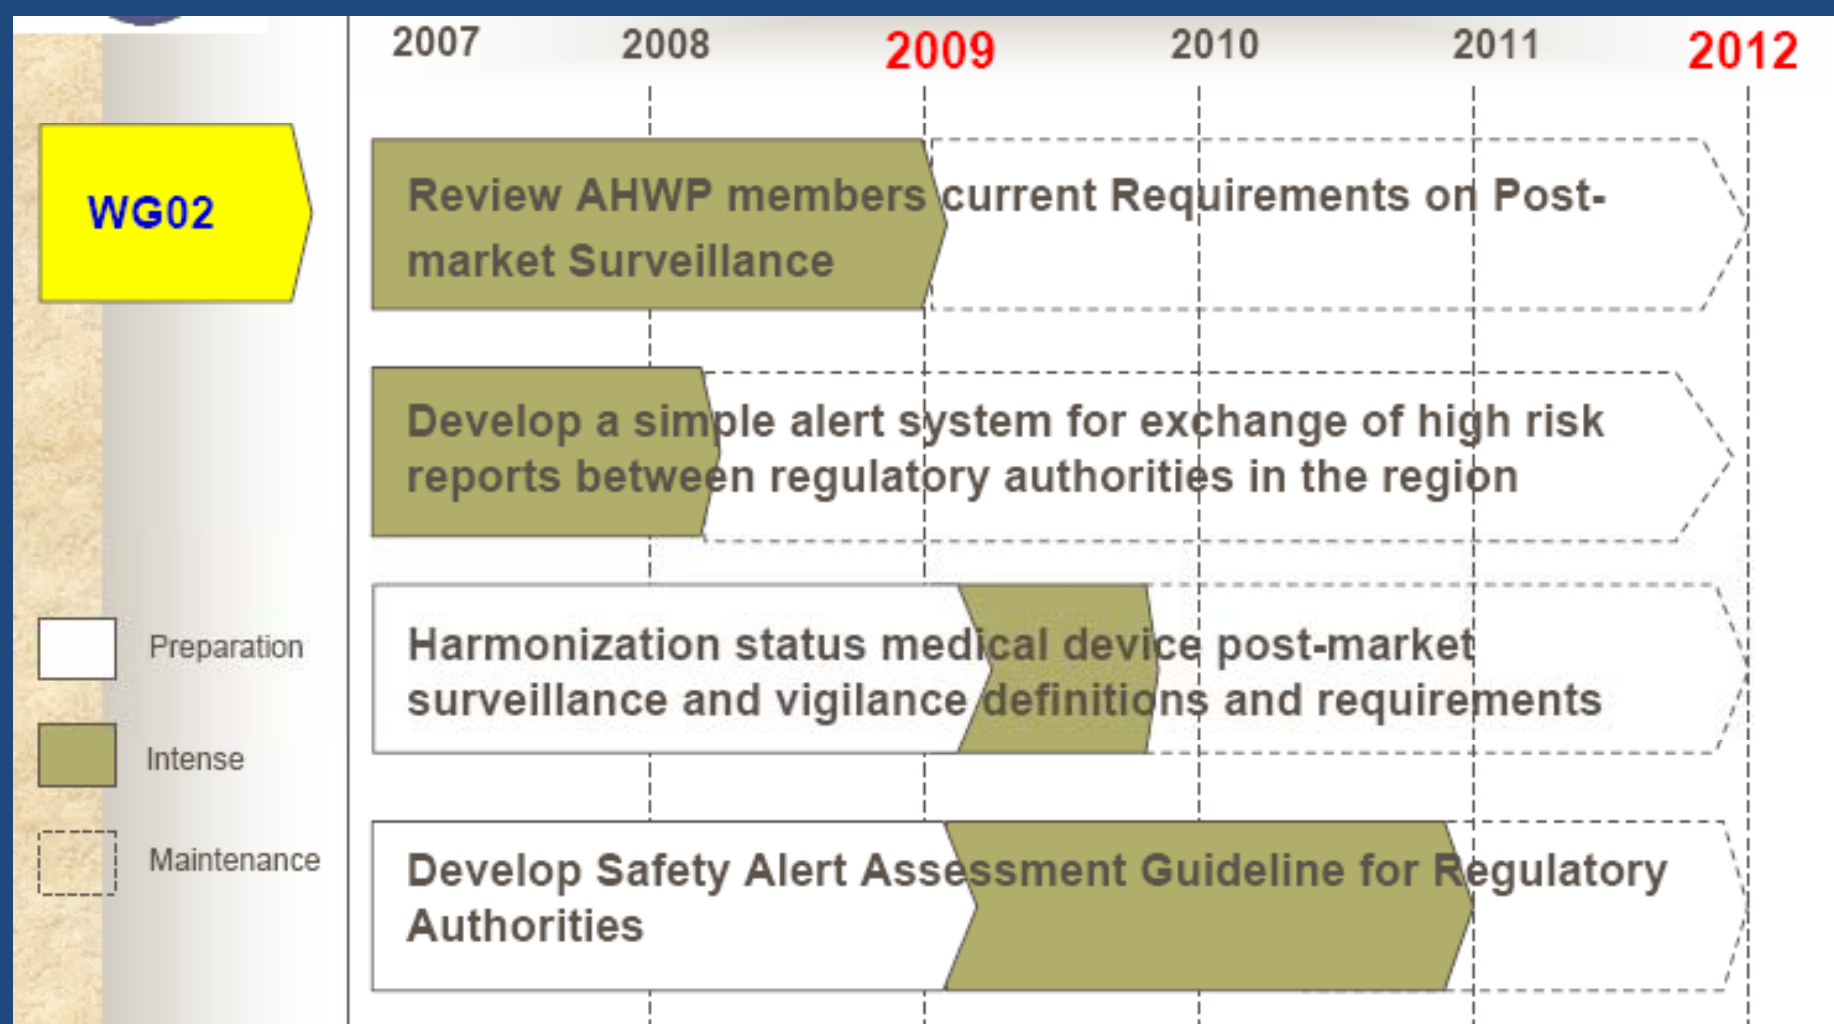 2007 2008 2009 2010 2011 2012
WG02
Review AHWP members current Requirements on Post-
market Surveillance
Develop a simple alert system for exchange of high risk
reports between regulatory authorities in the region
Harmonization status medical device post-market
surveillance and vigilance definitions and requirements
Develop Safety Alert Assessment Guideline for Regulatory
Authorities
Preparation
Intense
Maintenance